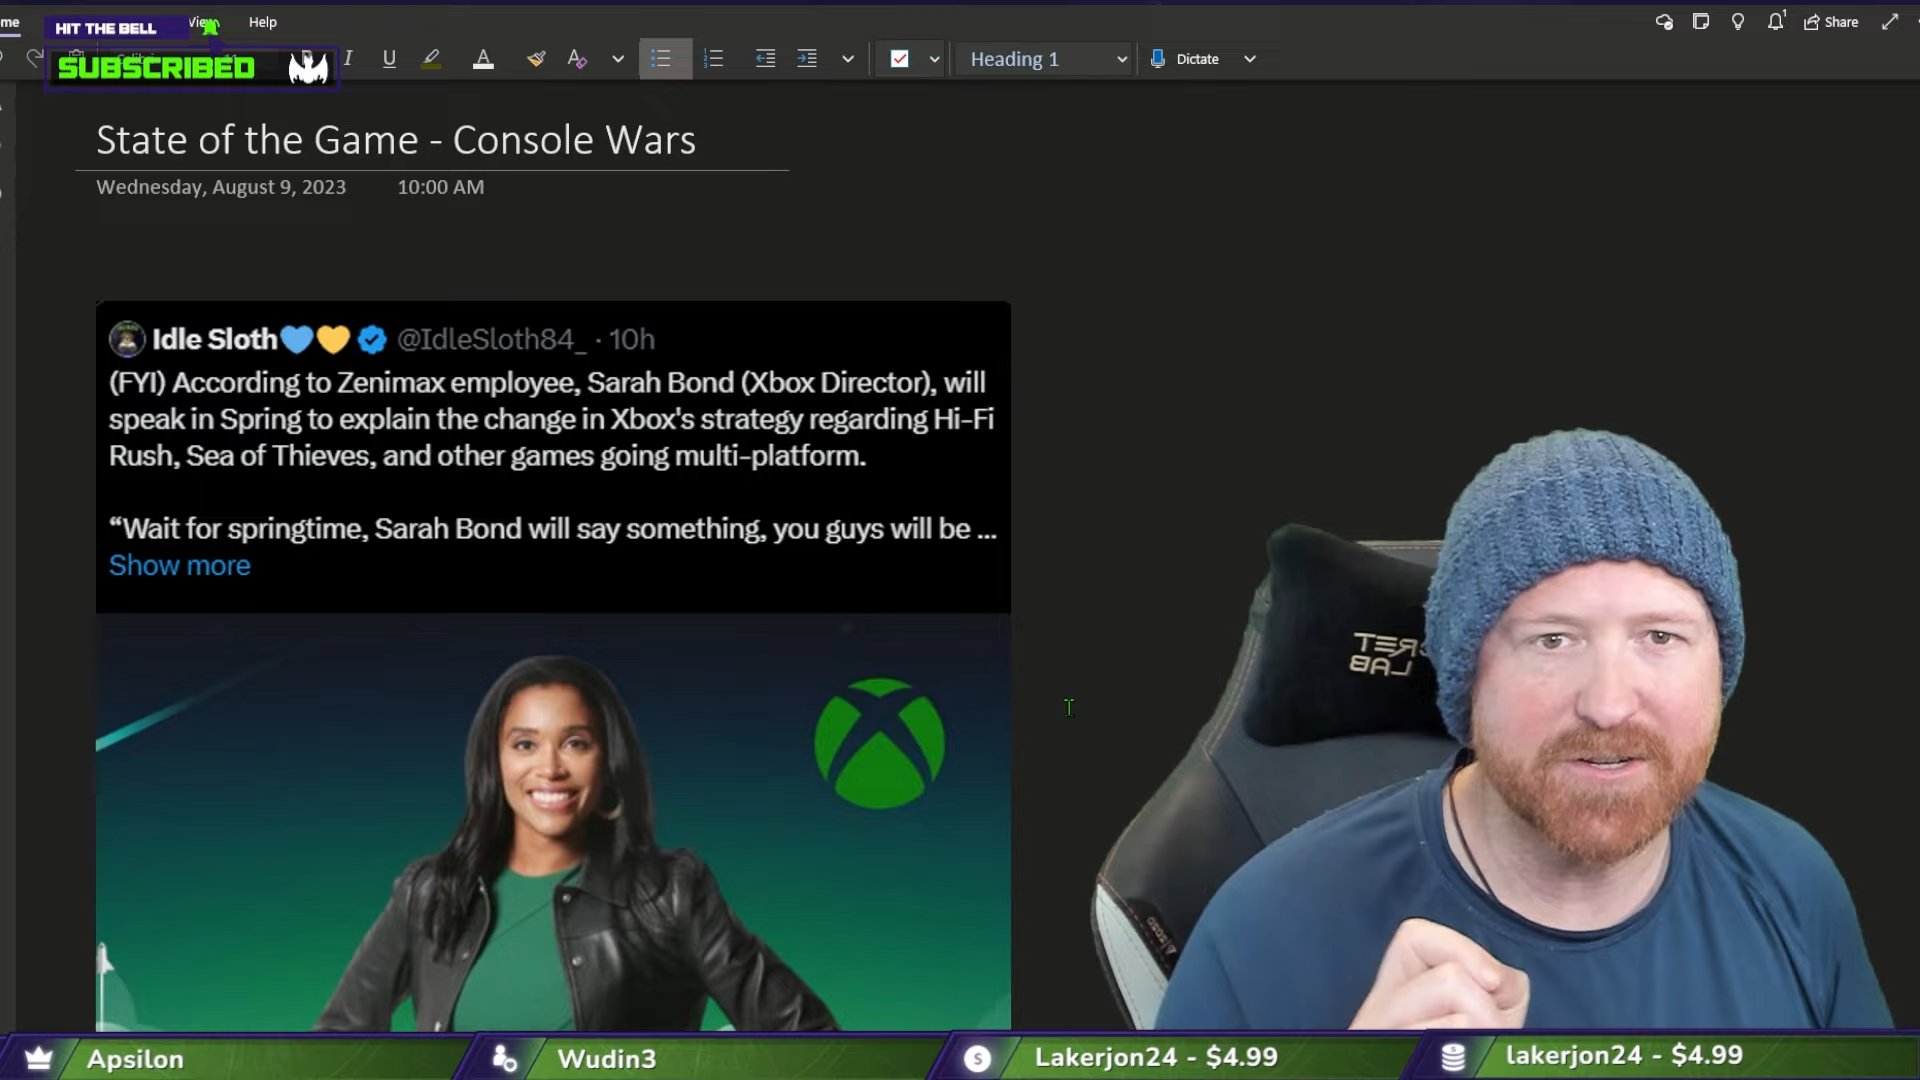 me
View
Help
Share
HIT THE BELL
SUBSCRIBED
I
U
A
A
Heading 1
Dictate
State of the Game - Console Wars
Wednesday, August 9, 2023 10:00 AM
Idle Sloth @IdleSloth84_ · 10h
(FYI) According to Zenimax employee, Sarah Bond (Xbox Director), will
speak in Spring to explain the change in Xbox's strategy regarding Hi-Fi
Rush, Sea of Thieves, and other games going multi-platform.
“Wait for springtime, Sarah Bond will say something, you guys will be ...
Show more
SECRET
LAB
Apsilon
Wudin3
Lakerjon24 - $4.99
lakerjon24 - $4.99